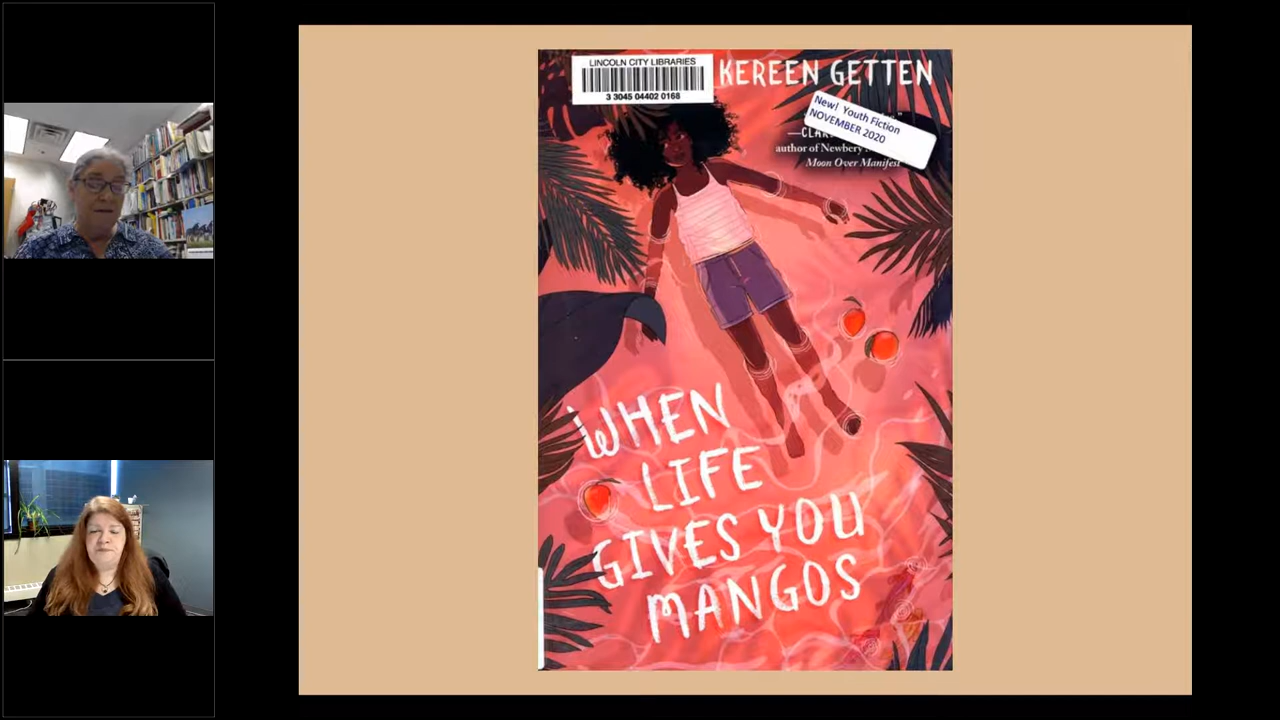 LINCOLN CITY LIBRARIES
3 3045 04402 0168
KEREEN GETTEN
New! Youth Fiction
NOVEMBER 2020
author of Newbery
Moon Over Manifest
WHEN
LIFE
GIVES YOU
MANGOS